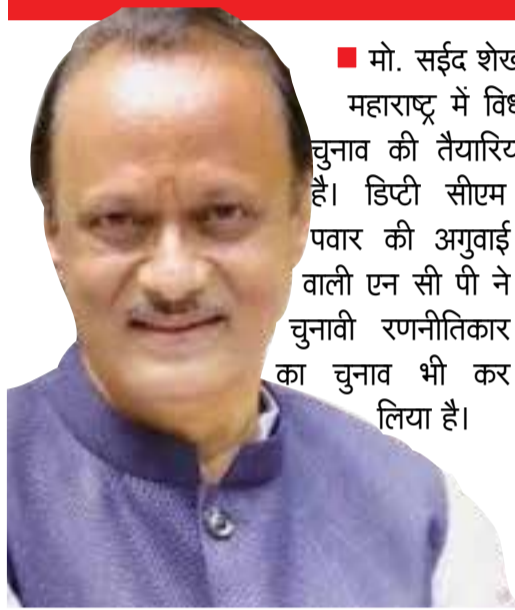 मो. सईद शेख
महाराष्ट्र में विध
चुनाव की तैयारिय
है। डिप्टी सीएम
पवार की अगुवाई
वाली एन सी पी ने
चुनावी रणनीतिकार
का चुनाव भी कर
लिया है।